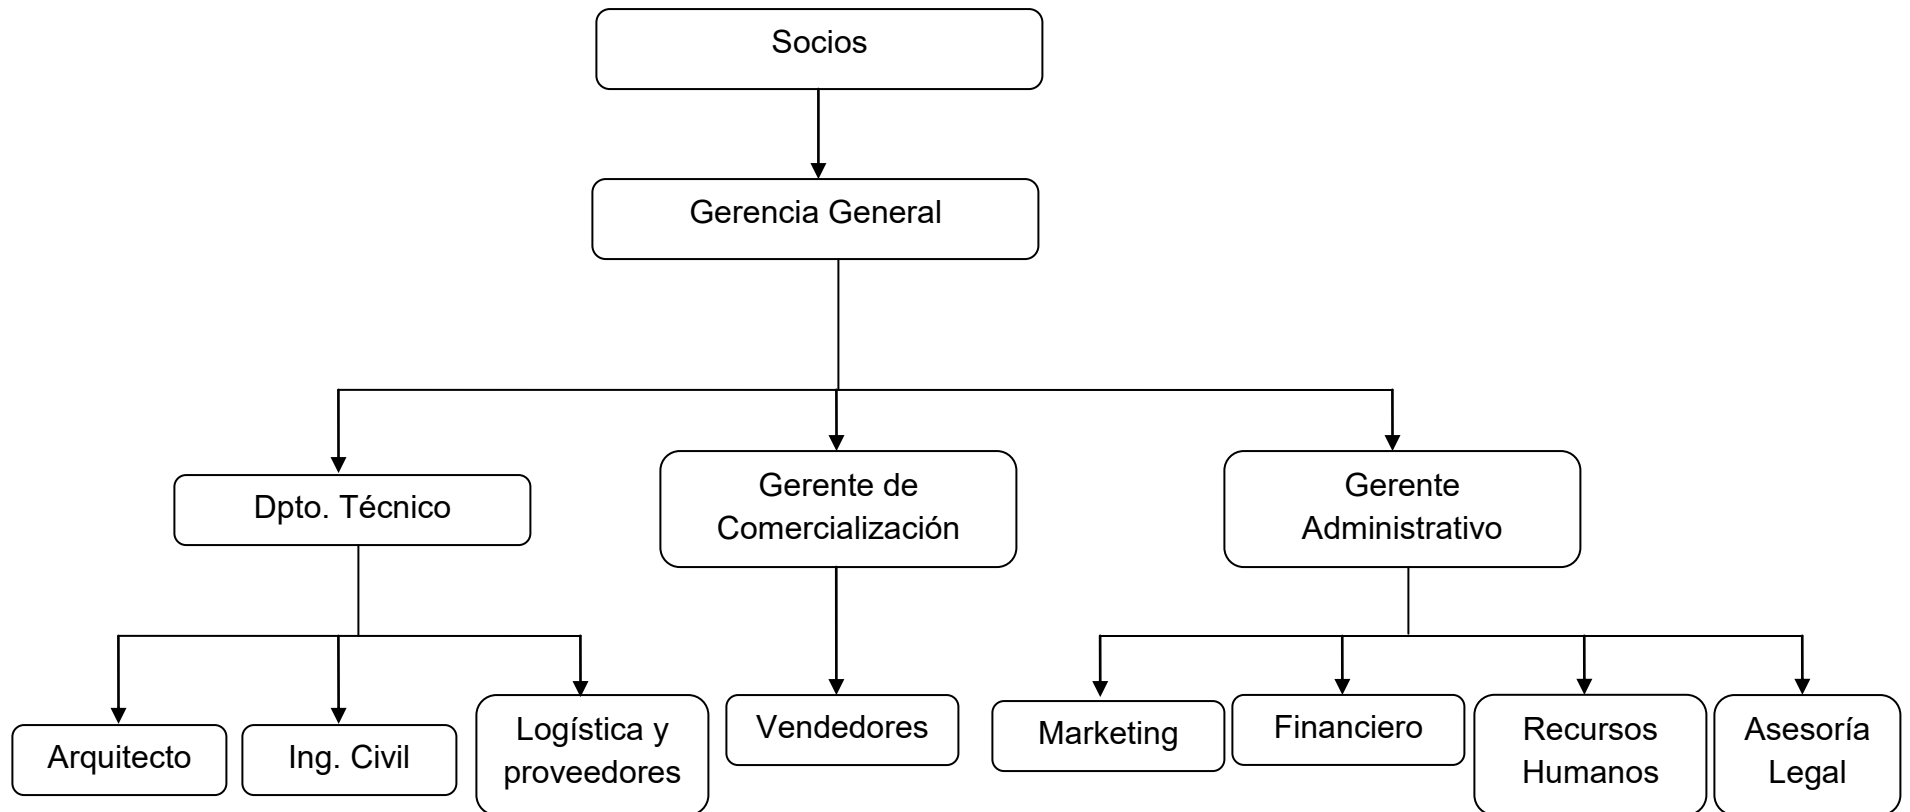 Socios
Gerencia General
Dpto. Técnico
Gerente de
Comercialización
Gerente
Administrativo
Arquitecto
Ing. Civil
Logística y
proveedores
Vendedores
Marketing
Financiero
Recursos
Humanos
Asesoría
Legal